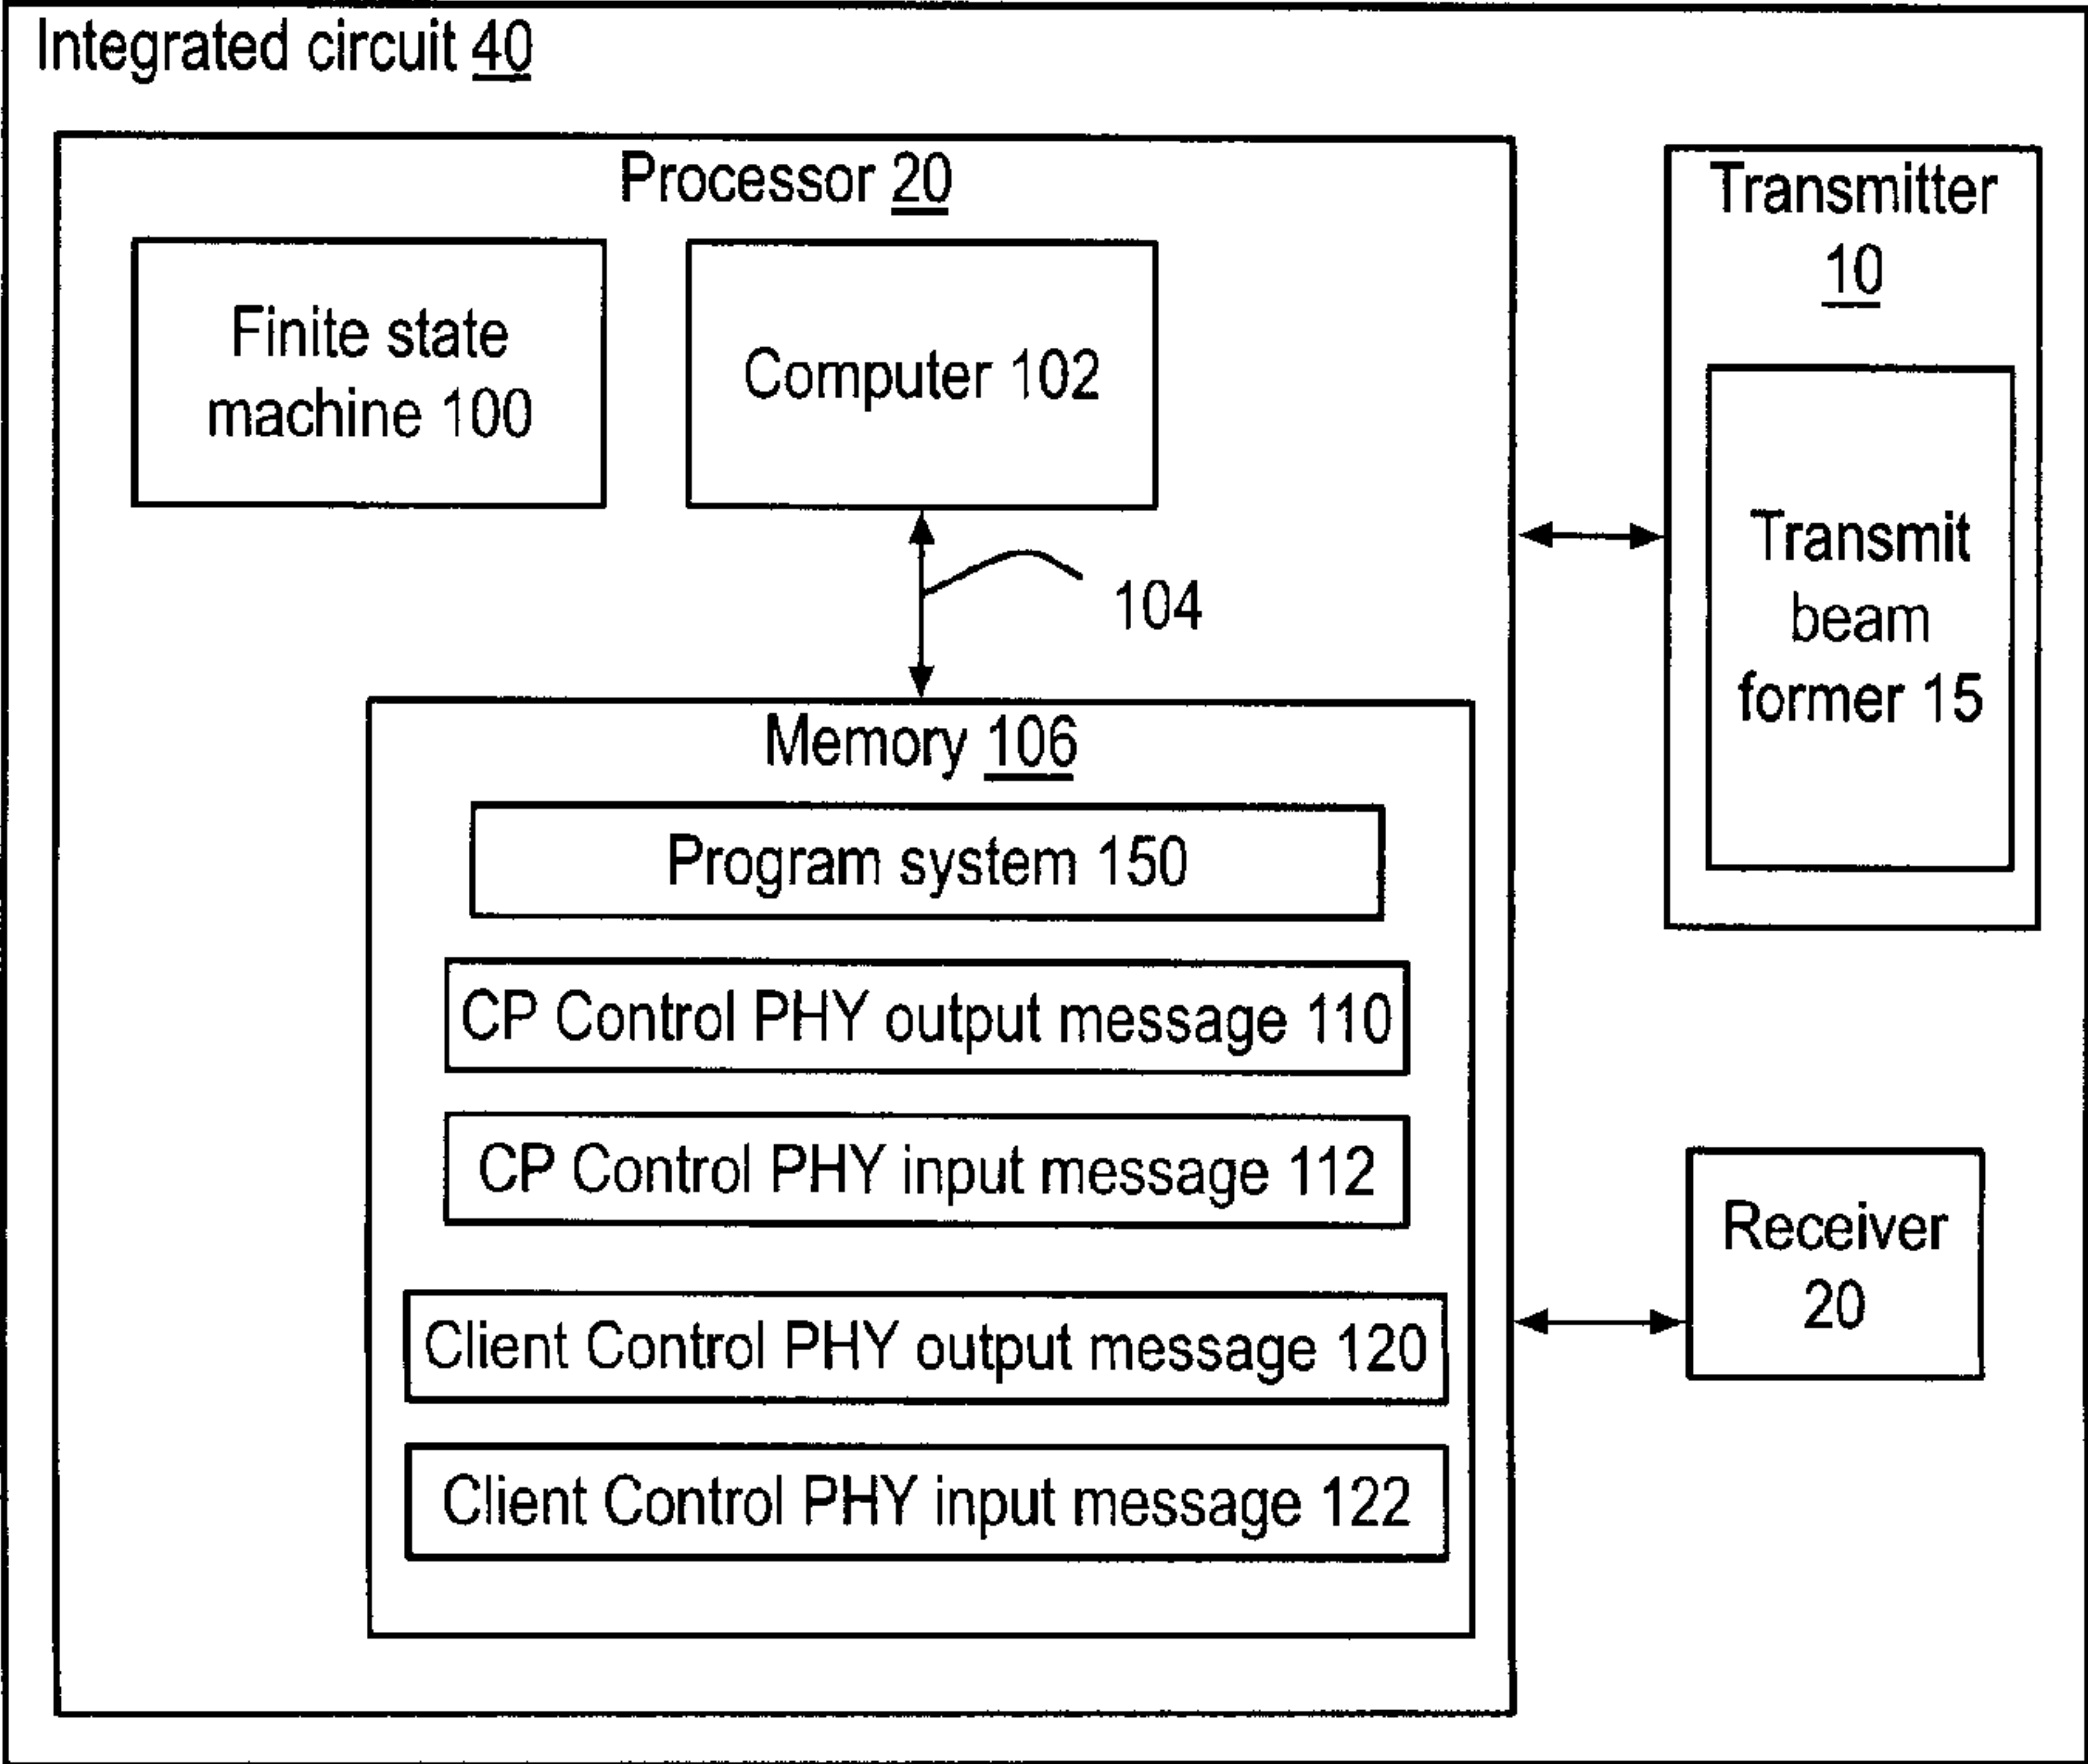 Integrated circuit 40
Processor 20
Finite state
machine 100
Computer 102
104
Memory 106
Program system 150
CP Control PHY output message 110
CP Control PHY input message 112
Client Control PHY output message 120
Client Control PHY input message 122
Transmitter
10
Transmit
beam
former 15
Receiver
20